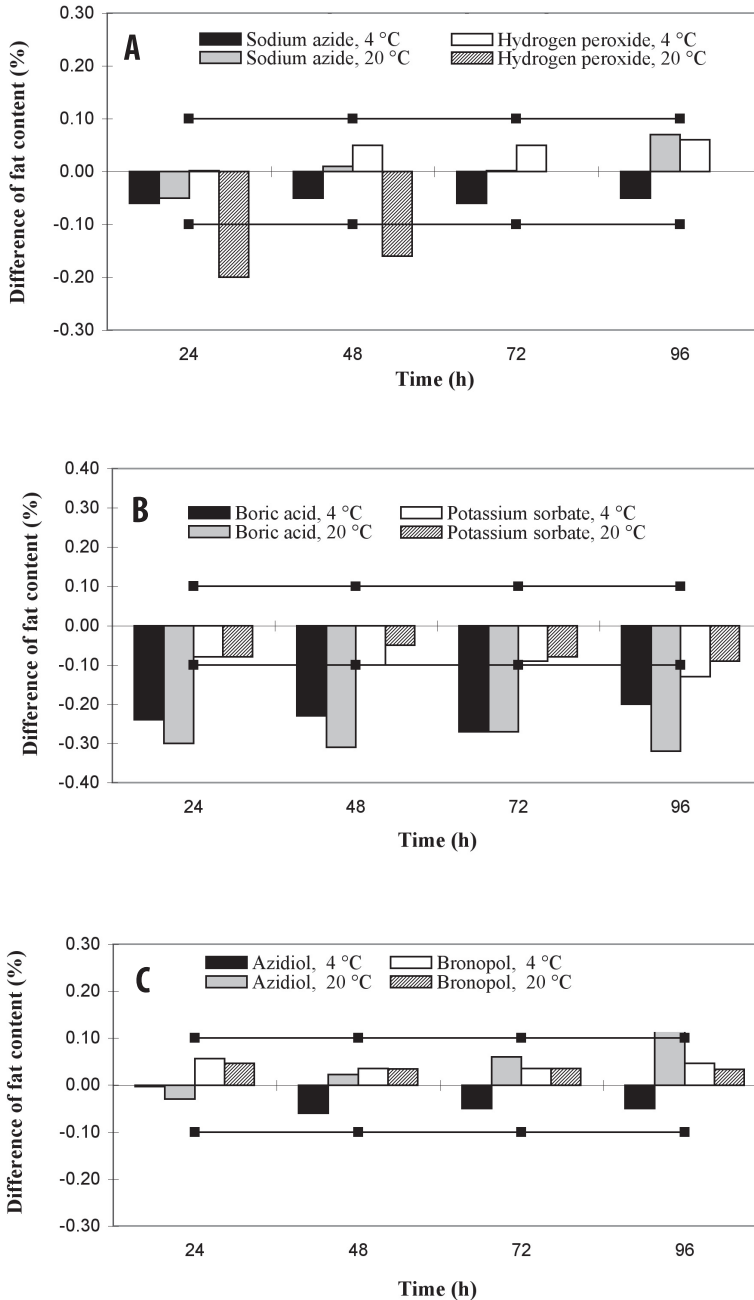 0.30
A
Sodium azide, 4 °C
Hydrogen peroxide, 4 °C
Sodium azide, 20 °C
Hydrogen peroxide, 20 °C
0.20
0.10
0.00
-0.10
-0.20
-0.30
Difference of fat content (%)
24
48
72
96
Time (h)
0.40
0.30
B
Boric acid, 4 °C
Potassium sorbate, 4 °C
Boric acid, 20 °C
Potassium sorbate, 20 °C
0.20
0.10
0.00
-0.10
-0.20
-0.30
-0.40
Difference of fat content (%)
24
48
72
96
Time (h)
0.30
C
Azidiol, 4 °C
Bronopol, 4 °C
Azidiol, 20 °C
Bronopol, 20 °C
0.20
0.10
0.00
-0.10
-0.20
-0.30
Difference of fat content (%)
24
48
72
96
Time (h)